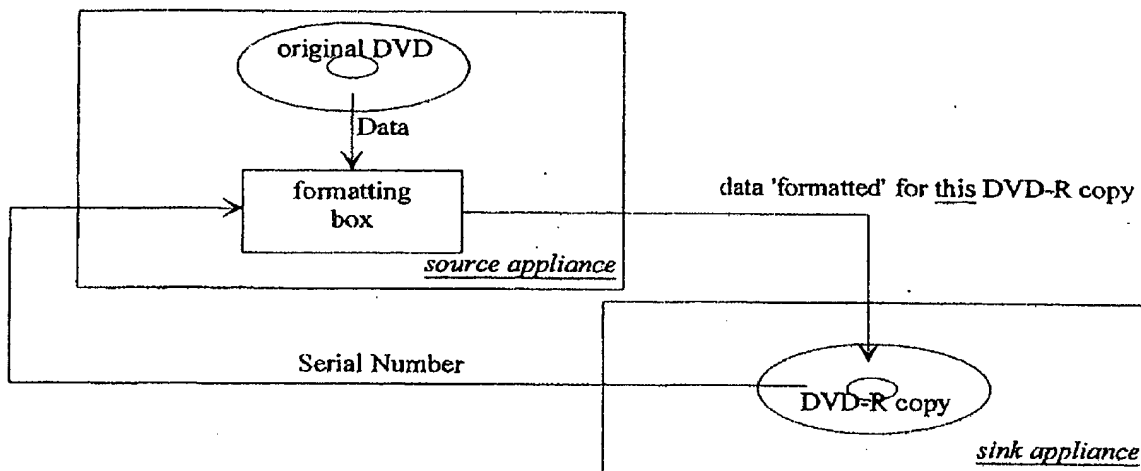 original DVD
Data
formatting
box
data 'formatted' for this DVD-R copy
source appliance
Serial Number
DVD-R copy
sink appliance